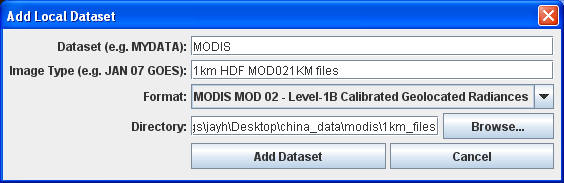 Add Local Dataset
Dataset (e.g. MYDATA): MODIS
Image Type (e.g. JAN 07 GOES): 1km HDF MOD021KM files
Format: MODIS MOD 02 - Level-1B Calibrated Geolocated Radiances
Directory: gs\jayh\Desktop\china_data\modis\1km_files Browse...
Add Dataset Cancel